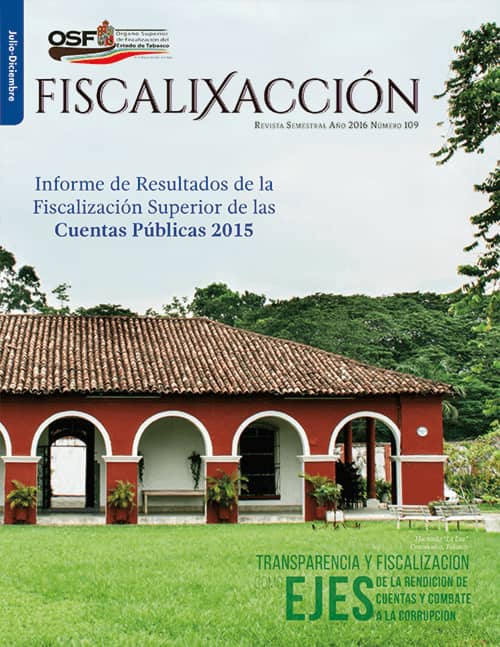 Julio-Diciembre
OSF
Órgano Superior
de Fiscalización del
Estado de Tabasco
FISCALIXACCIÓN
REVISTA SEMESTRAL AÑO 2016 NÚMERO 109
Informe de Resultados de la
Fiscalización Superior de las
Cuentas Públicas 2015
Hacienda "La Luz"
Comalcalco, Tabasco
TRANSPARENCIA Y FISCALIZACION
COMO EJES DE LA RENDICION DE
CUENTAS Y COMBATE
A LA CORRUPCION